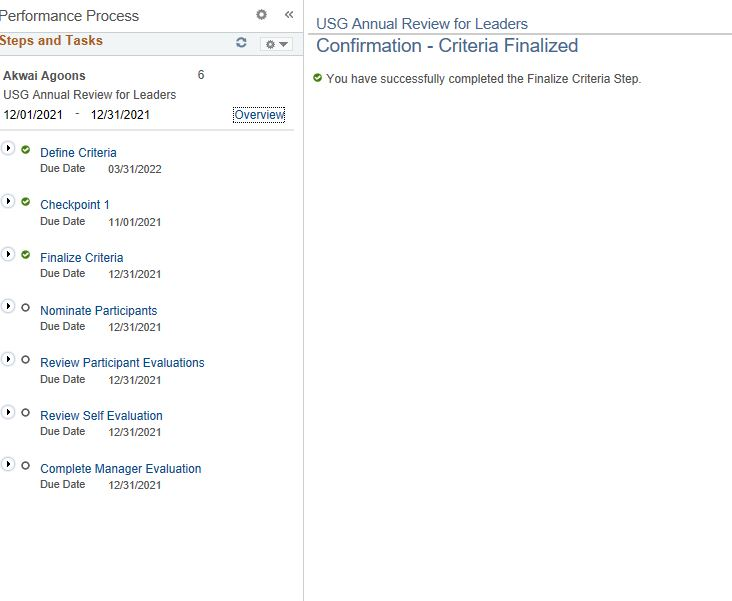 Performance Process
Steps and Tasks
Akwai Agoons 6
USG Annual Review for Leaders
12/01/2021 - 12/31/2021 Overview
Define Criteria
Due Date 03/31/2022
Checkpoint 1
Due Date 11/01/2021
Finalize Criteria
Due Date 12/31/2021
Nominate Participants
Due Date 12/31/2021
Review Participant Evaluations
Due Date 12/31/2021
Review Self Evaluation
Due Date 12/31/2021
Complete Manager Evaluation
Due Date 12/31/2021
USG Annual Review for Leaders
Confirmation - Criteria Finalized
You have successfully completed the Finalize Criteria Step.